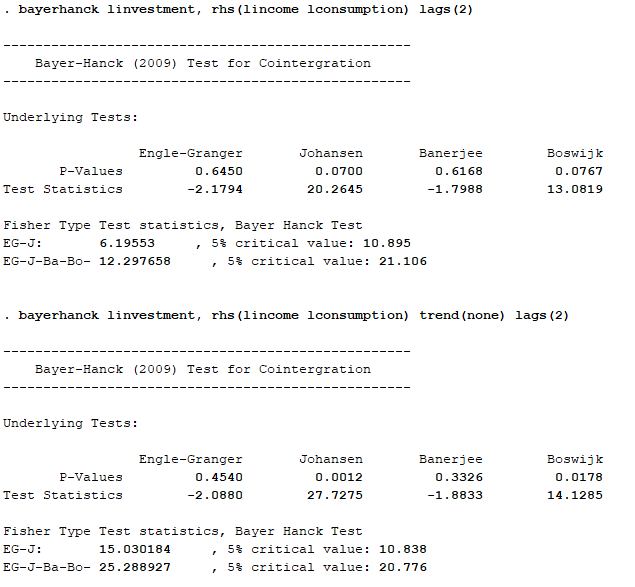 . bayerhanck linvestment, rhs(lincome lconsumption) lags(2)
---------------------------------------------------
Bayer-Hanck (2009) Test for Cointergration
---------------------------------------------------
Underlying Tests:
Engle-Granger Johansen Banerjee Boswijk
P-Values 0.6450 0.0700 0.6168 0.0767
Test Statistics -2.1794 20.2645 -1.7988 13.0819
Fisher Type Test statistics, Bayer Hanck Test
EG-J: 6.19553 , 5% critical value: 10.895
EG-J-Ba-Bo- 12.297658 , 5% critical value: 21.106
. bayerhanck linvestment, rhs(lincome lconsumption) trend(none) lags(2)
---------------------------------------------------
Bayer-Hanck (2009) Test for Cointergration
---------------------------------------------------
Underlying Tests:
Engle-Granger Johansen Banerjee Boswijk
P-Values 0.4540 0.0012 0.3326 0.0178
Test Statistics -2.0880 27.7275 -1.8833 14.1285
Fisher Type Test statistics, Bayer Hanck Test
EG-J: 15.030184 , 5% critical value: 10.838
EG-J-Ba-Bo- 25.288927 , 5% critical value: 20.776